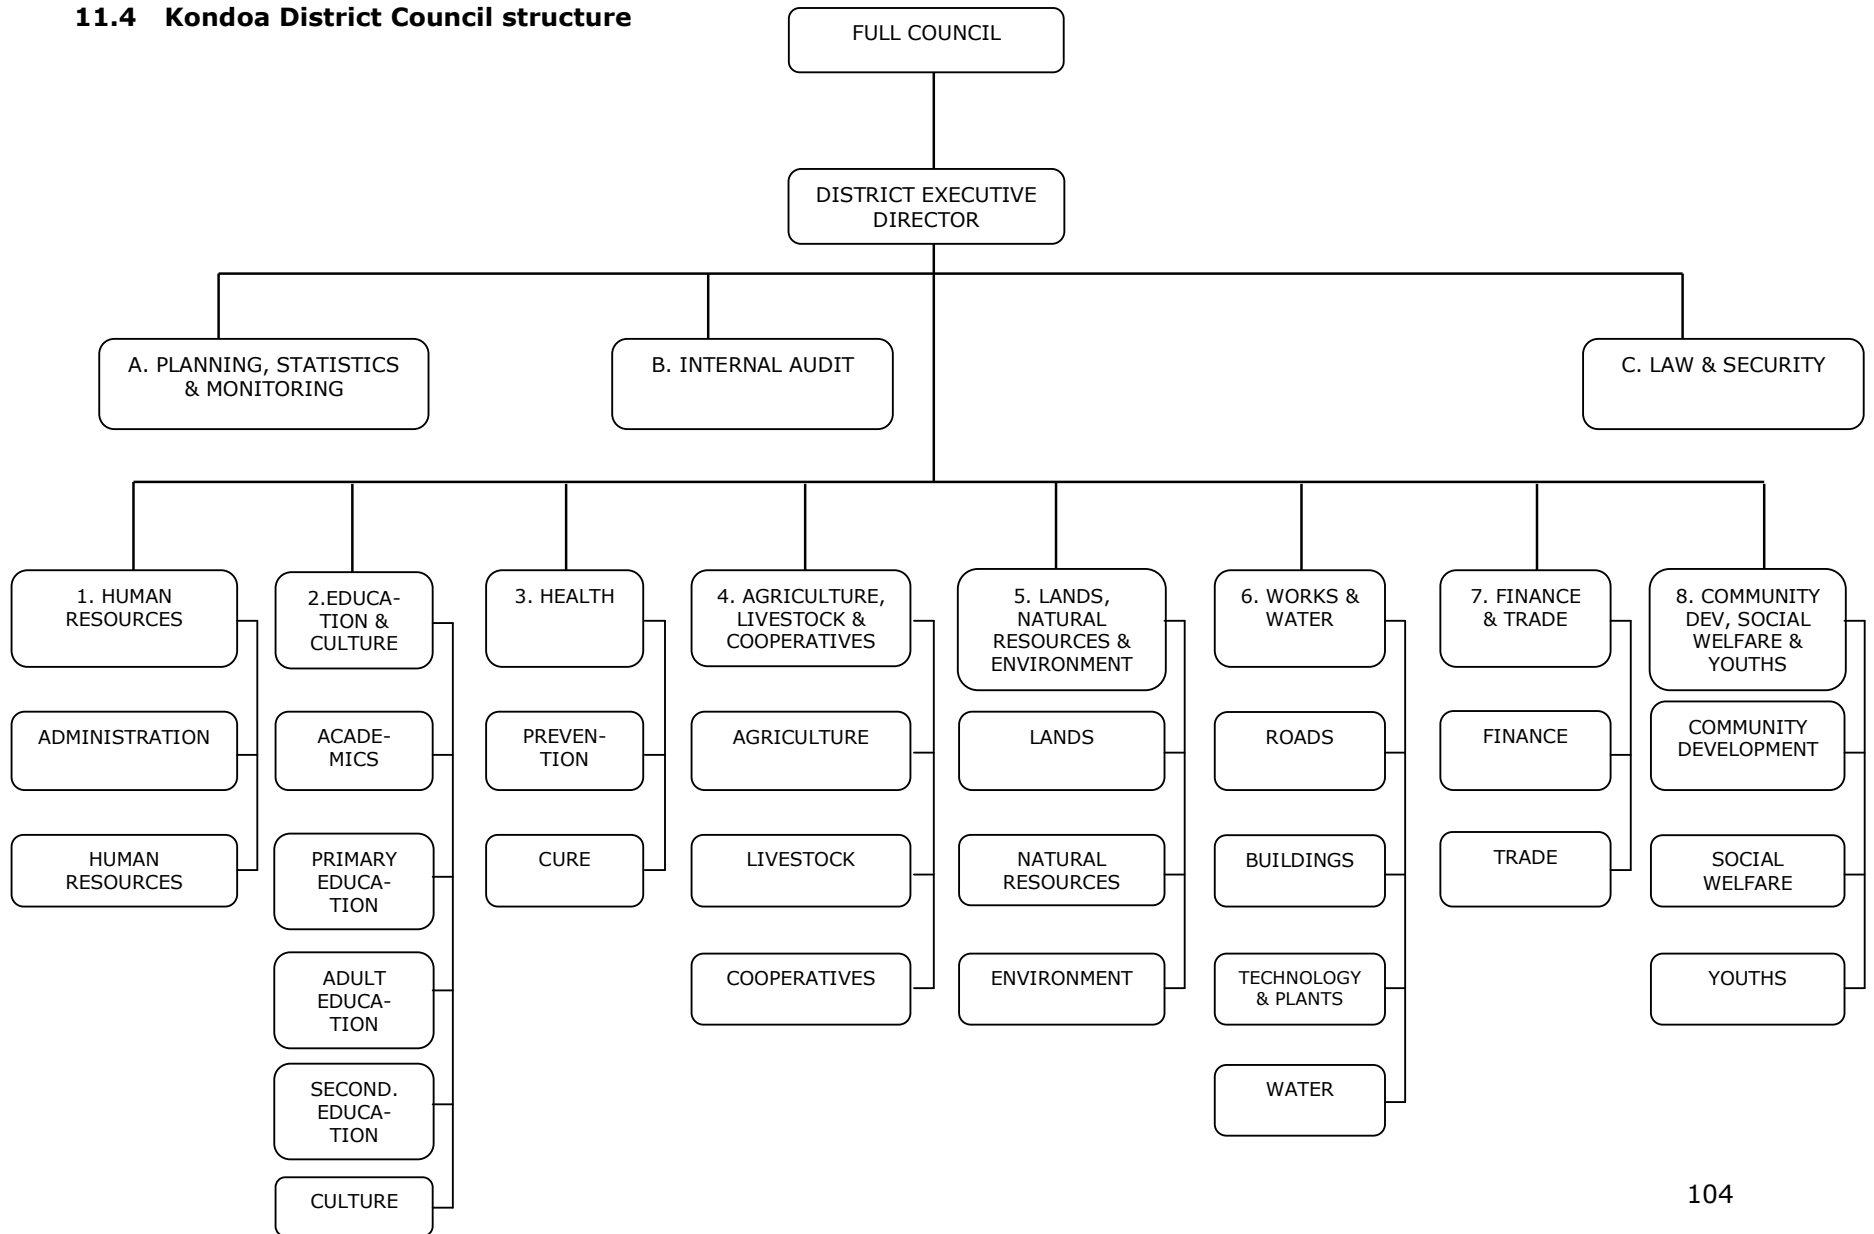 11.4 Kondoa District Council structure
FULL COUNCIL
DISTRICT EXECUTIVE
DIRECTOR
A. PLANNING, STATISTICS
& MONITORING
B. INTERNAL AUDIT
C. LAW & SECURITY
1. HUMAN
RESOURCES
ADMINISTRATION
HUMAN
RESOURCES
2.EDUCA-
TION &
CULTURE
ACADE-
MICS
PRIMARY
EDUCA-
TION
ADULT
EDUCA-
TION
SECOND.
EDUCA-
TION
CULTURE
3. HEALTH
PREVEN-
TION
CURE
4. AGRICULTURE,
LIVESTOCK &
COOPERATIVES
AGRICULTURE
LIVESTOCK
COOPERATIVES
5. LANDS,
NATURAL
RESOURCES &
ENVIRONMENT
LANDS
NATURAL
RESOURCES
ENVIRONMENT
6. WORKS &
WATER
ROADS
BUILDINGS
TECHNOLOGY
& PLANTS
WATER
7. FINANCE
& TRADE
FINANCE
TRADE
8. COMMUNITY
DEV, SOCIAL
WELFARE &
YOUTHS
COMMUNITY
DEVELOPMENT
SOCIAL
WELFARE
YOUTHS
104